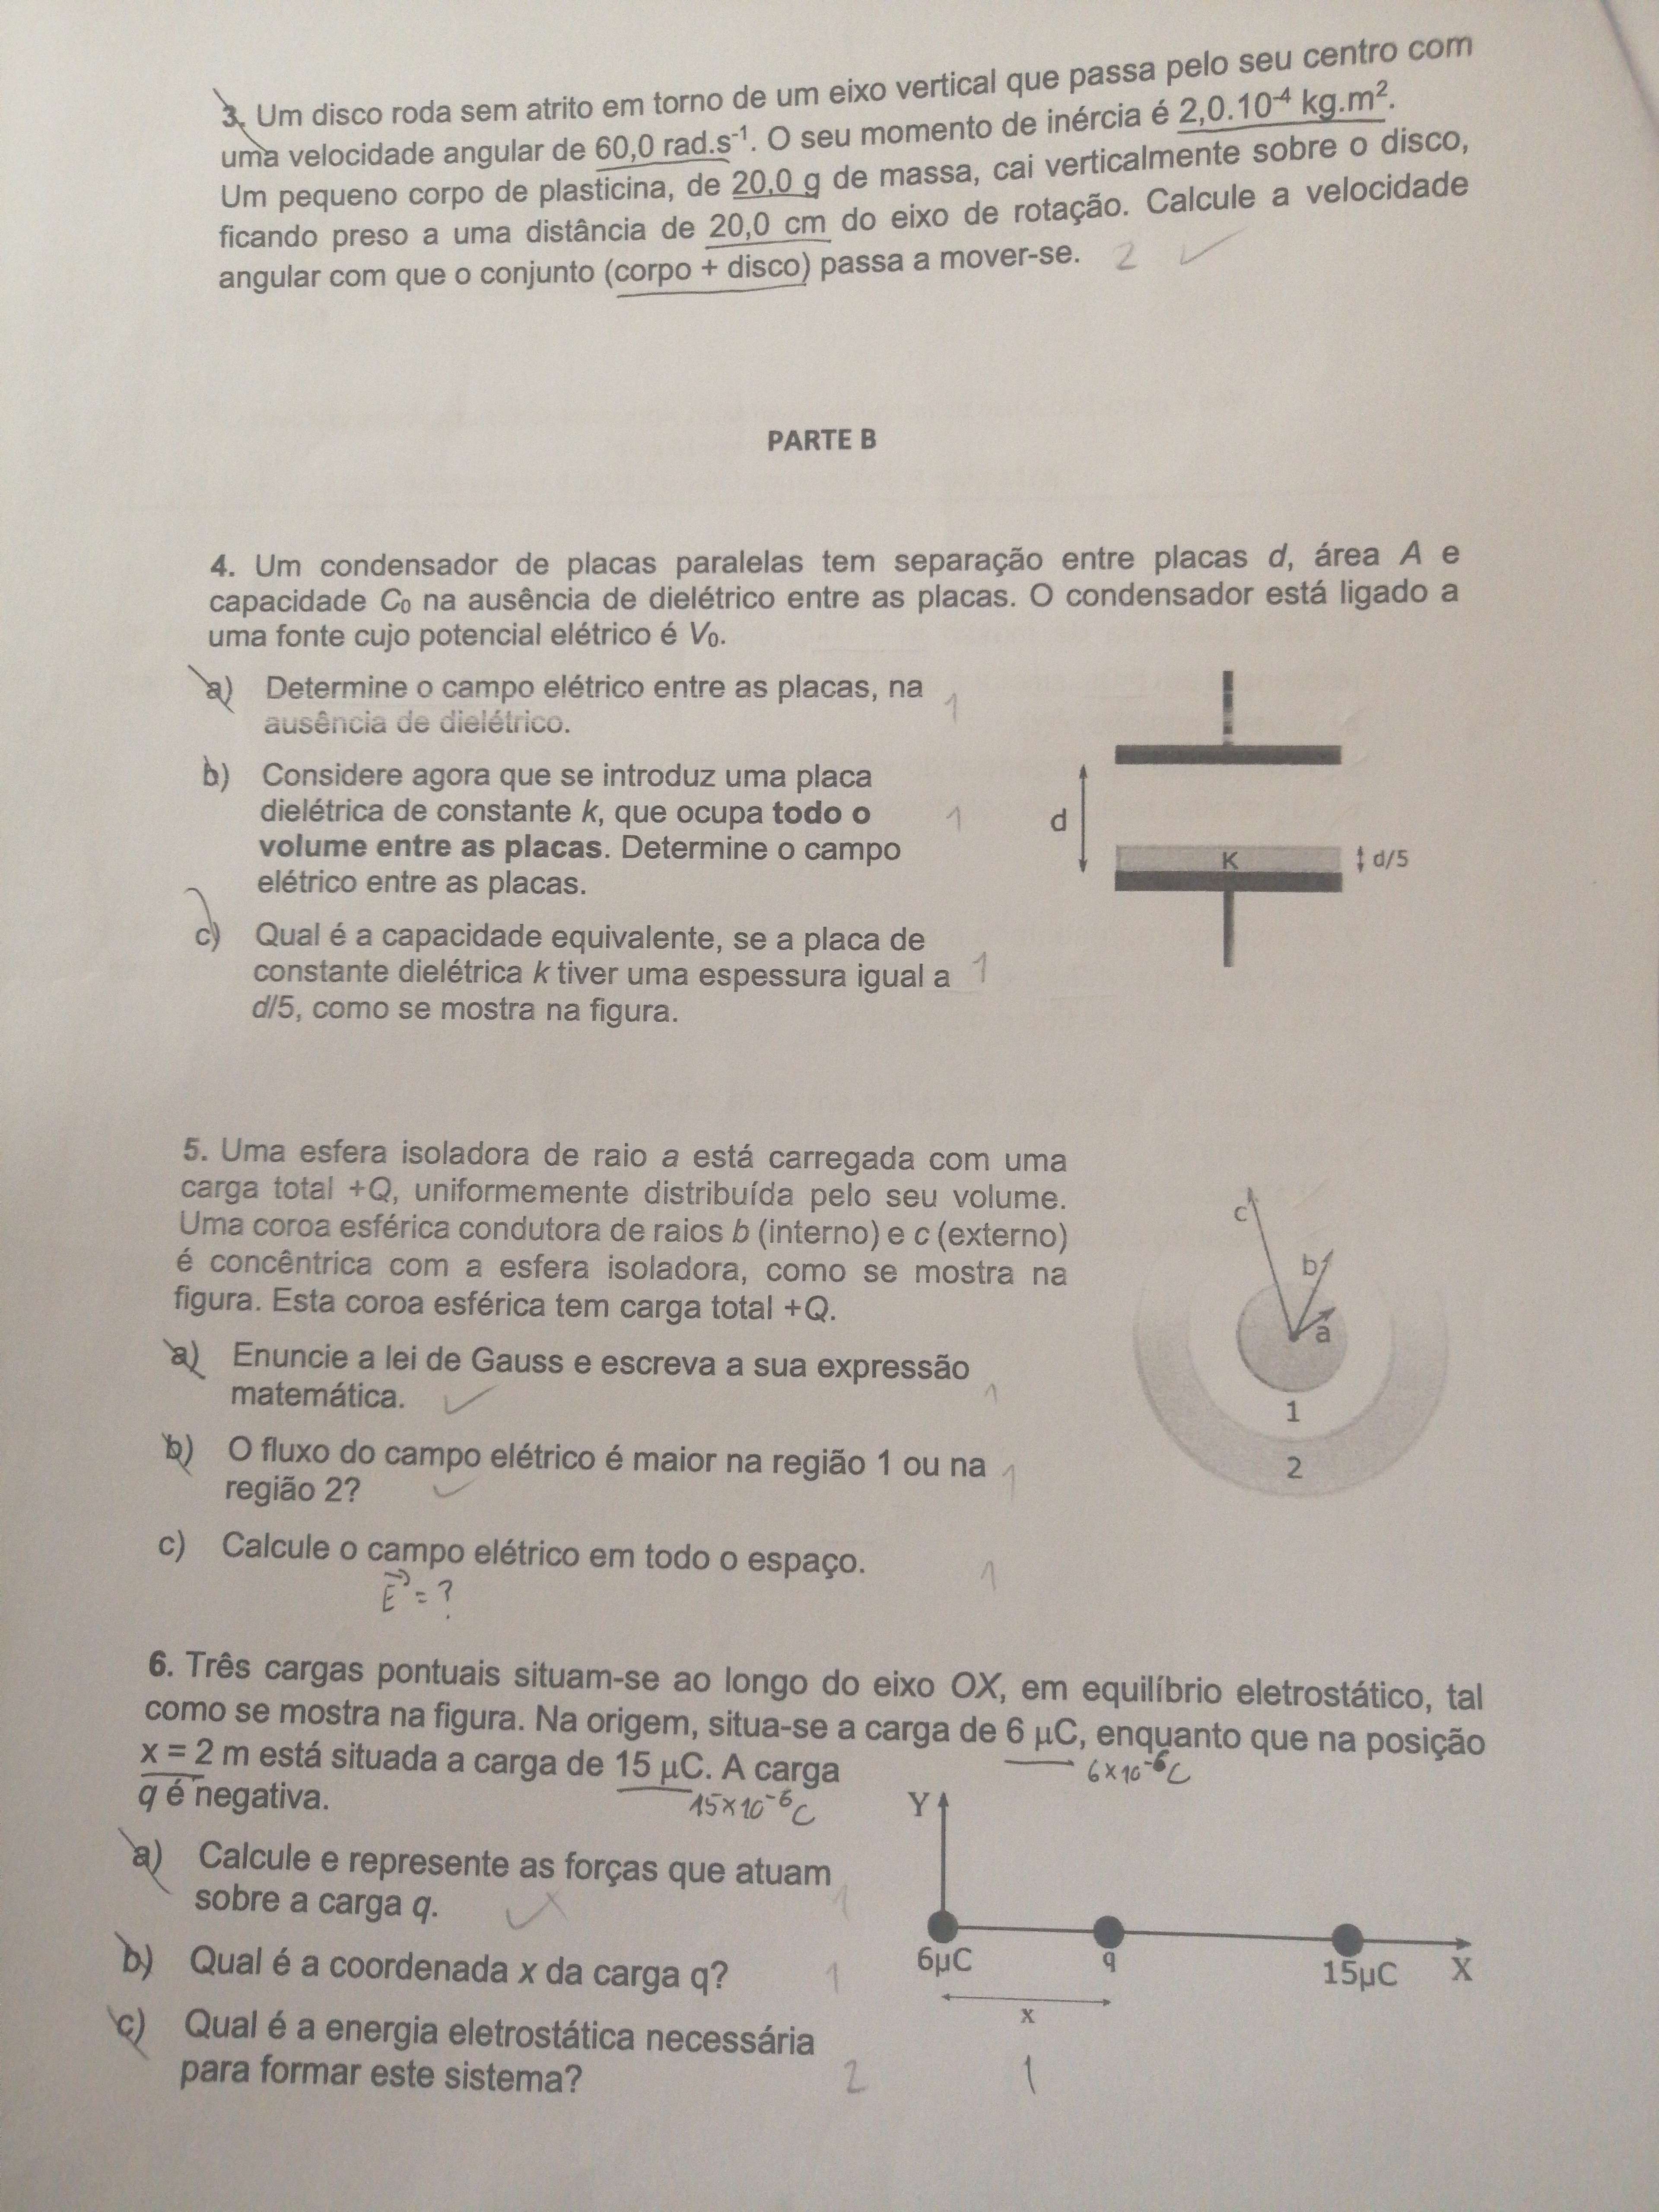 3. Um disco roda sem atrito em torno de um eixo vertical que passa pelo seu centro com
uma velocidade angular de 60,0 rad.s⁻¹. O seu momento de inércia é 2,0.10⁻⁴ kg.m².
Um pequeno corpo de plasticina, de 20,0 g de massa, cai verticalmente sobre o disco,
ficando preso a uma distância de 20,0 cm do eixo de rotação. Calcule a velocidade
angular com que o conjunto (corpo + disco) passa a mover-se. 2 ✓
PARTE B
4. Um condensador de placas paralelas tem separação entre placas d, área A e
capacidade C₀ na ausência de dielétrico entre as placas. O condensador está ligado a
uma fonte cujo potencial elétrico é V₀.
a) Determine o campo elétrico entre as placas, na 1
ausência de dielétrico.
b) Considere agora que se introduz uma placa
dielétrica de constante k, que ocupa todo o 1
volume entre as placas. Determine o campo
elétrico entre as placas.
c) Qual é a capacidade equivalente, se a placa de
constante dielétrica k tiver uma espessura igual a 1
d/5, como se mostra na figura.
d
K
d/5
5. Uma esfera isoladora de raio a está carregada com uma
carga total +Q, uniformemente distribuída pelo seu volume.
Uma coroa esférica condutora de raios b (interno) e c (externo)
é concêntrica com a esfera isoladora, como se mostra na
figura. Esta coroa esférica tem carga total +Q.
a) Enuncie a lei de Gauss e escreva a sua expressão
matemática. ✓ 1
b) O fluxo do campo elétrico é maior na região 1 ou na 1
região 2? ✓
c) Calcule o campo elétrico em todo o espaço. 1
E⃗ = ?
c
b
a
1
2
6. Três cargas pontuais situam-se ao longo do eixo OX, em equilíbrio eletrostático, tal
como se mostra na figura. Na origem, situa-se a carga de 6 μC, enquanto que na posição
x = 2 m está situada a carga de 15 μC. A carga
6×10⁻⁶C
q é negativa.
15×10⁻⁶C
a) Calcule e represente as forças que atuam
sobre a carga q. 1
b) Qual é a coordenada x da carga q? 1
c) Qual é a energia eletrostática necessária
para formar este sistema? 2
Y
6μC
q
15μC
X
x
1